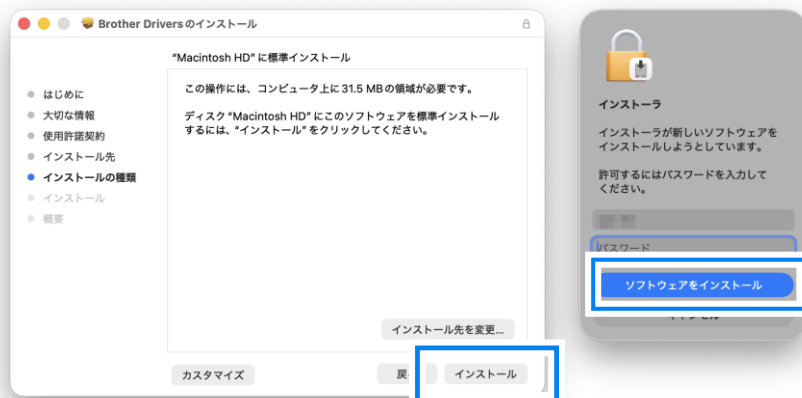 Brother Drivers のインストール
"Macintosh HD" に標準インストール
はじめに
大切な情報
使用許諾契約
インストール先
インストールの種類
インストール
概要
この操作には、コンピュータ上に 31.5 MB の領域が必要です。
ディスク "Macintosh HD" にこのソフトウェアを標準インストール
するには、"インストール" をクリックしてください。
インストール先を変更...
カスタマイズ
戻
インストール
インストーラ
インストーラが新しいソフトウェアを
インストールしようとしています。
許可するにはパスワードを入力して
ください。
パスワード
ソフトウェアをインストール